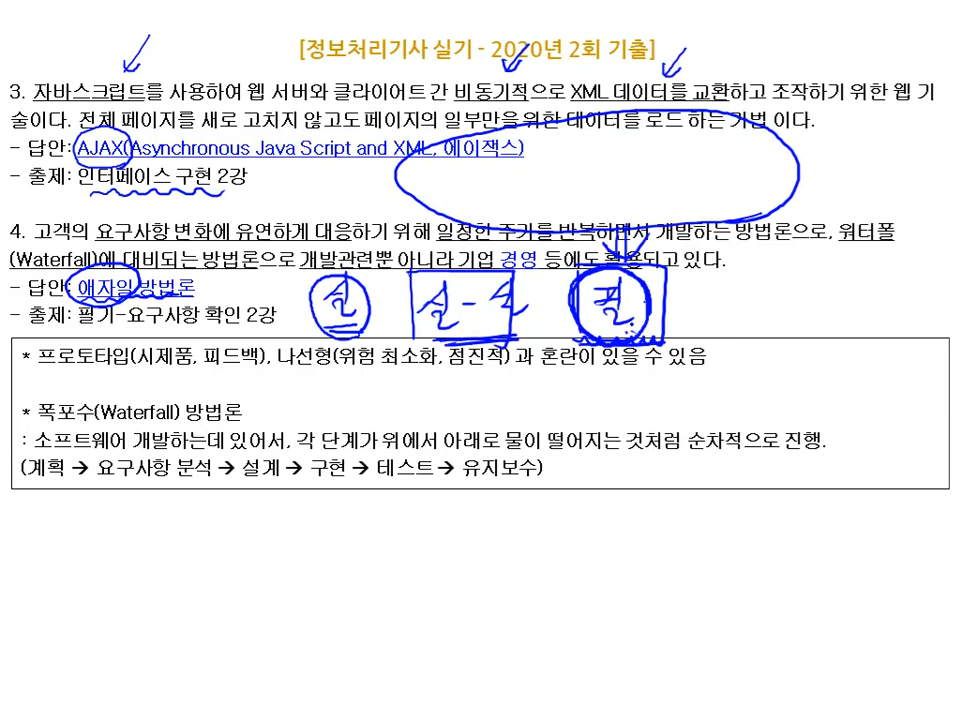 [정보처리기사 실기 - 2020년 2회 기출]
3. 자바스크립트를 사용하여 웹 서버와 클라이어트 간 비동기적으로 XML 데이터를 교환하고 조작하기 위한 웹 기
술이다. 전체 페이지를 새로 고치지 않고도 페이지의 일부만을 위한 데이터를 로드 하는 기법 이다.
- 답안: AJAX(Asynchronous Java Script and XML, 에이잭스)
- 출제: 인터페이스 구현 2강
4. 고객의 요구사항 변화에 유연하게 대응하기 위해 일정한 주기를 반복하면서 개발하는 방법론으로, 워터폴
(Waterfall)에 대비되는 방법론으로 개발관련뿐 아니라 기업 경영 등에도 활용되고 있다.
- 답안: 애자일 방법론
- 출제: 필기-요구사항 확인 2강
실 실 - 실 필
* 프로토타입(시제품, 피드백), 나선형(위험 최소화, 점진적) 과 혼란이 있을 수 있음
* 폭포수(Waterfall) 방법론
: 소프트웨어 개발하는데 있어서, 각 단계가 위에서 아래로 물이 떨어지는 것처럼 순차적으로 진행.
(계획 → 요구사항 분석 → 설계 → 구현 → 테스트 → 유지보수)